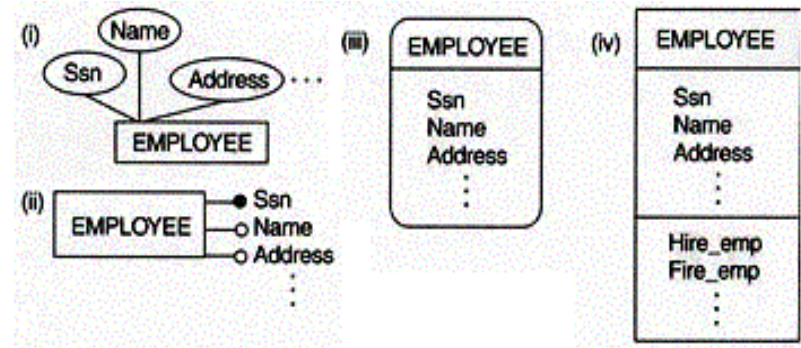 (i)
Name
Ssn
Address ...
EMPLOYEE
(ii)
EMPLOYEE
Ssn
Name
Address
(iii)
EMPLOYEE
Ssn
Name
Address
(iv)
EMPLOYEE
Ssn
Name
Address
Hire_emp
Fire_emp